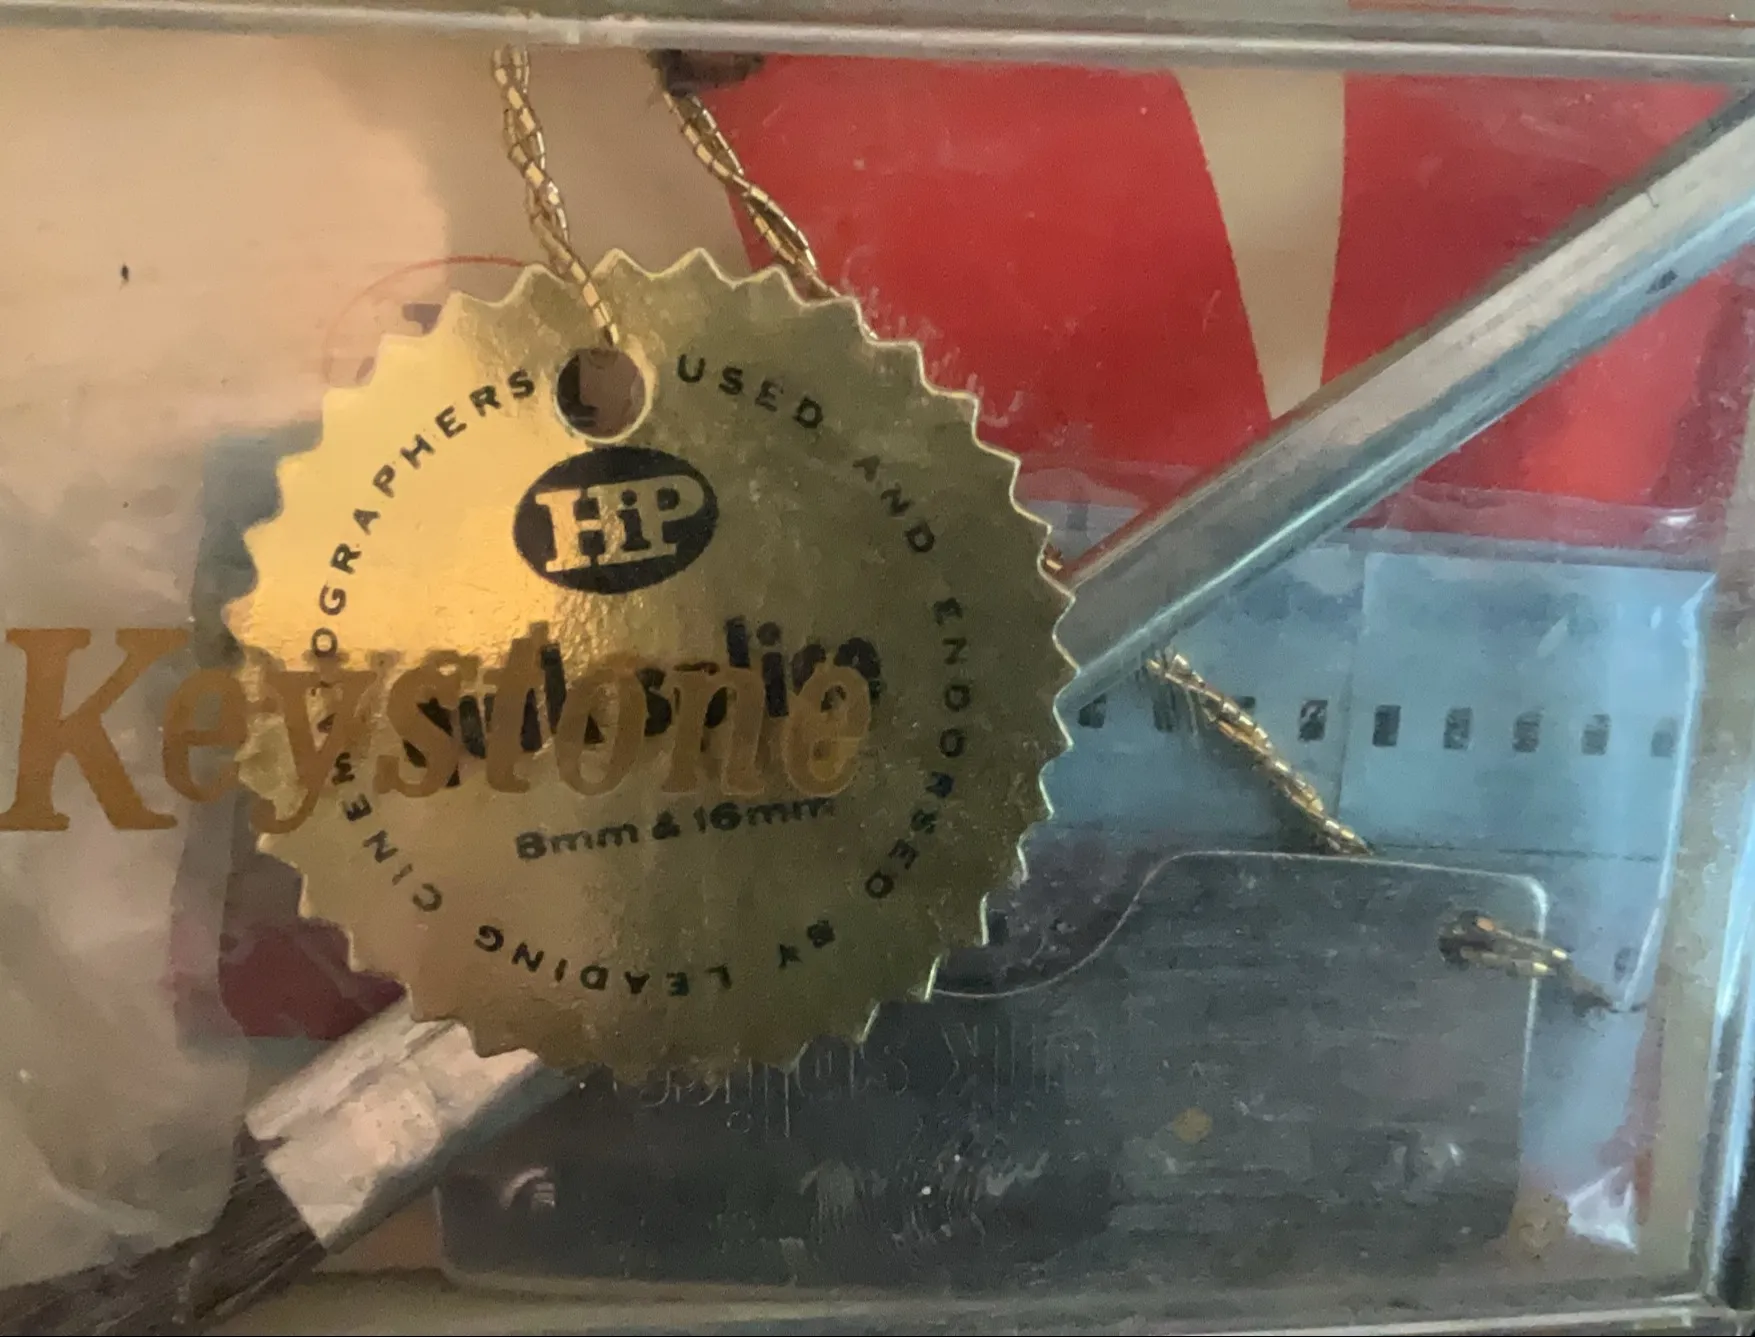 USED AND ENDORSED BY LEADING CINEMATOGRAPHERS
HiP
Keystone
8mm & 16mm